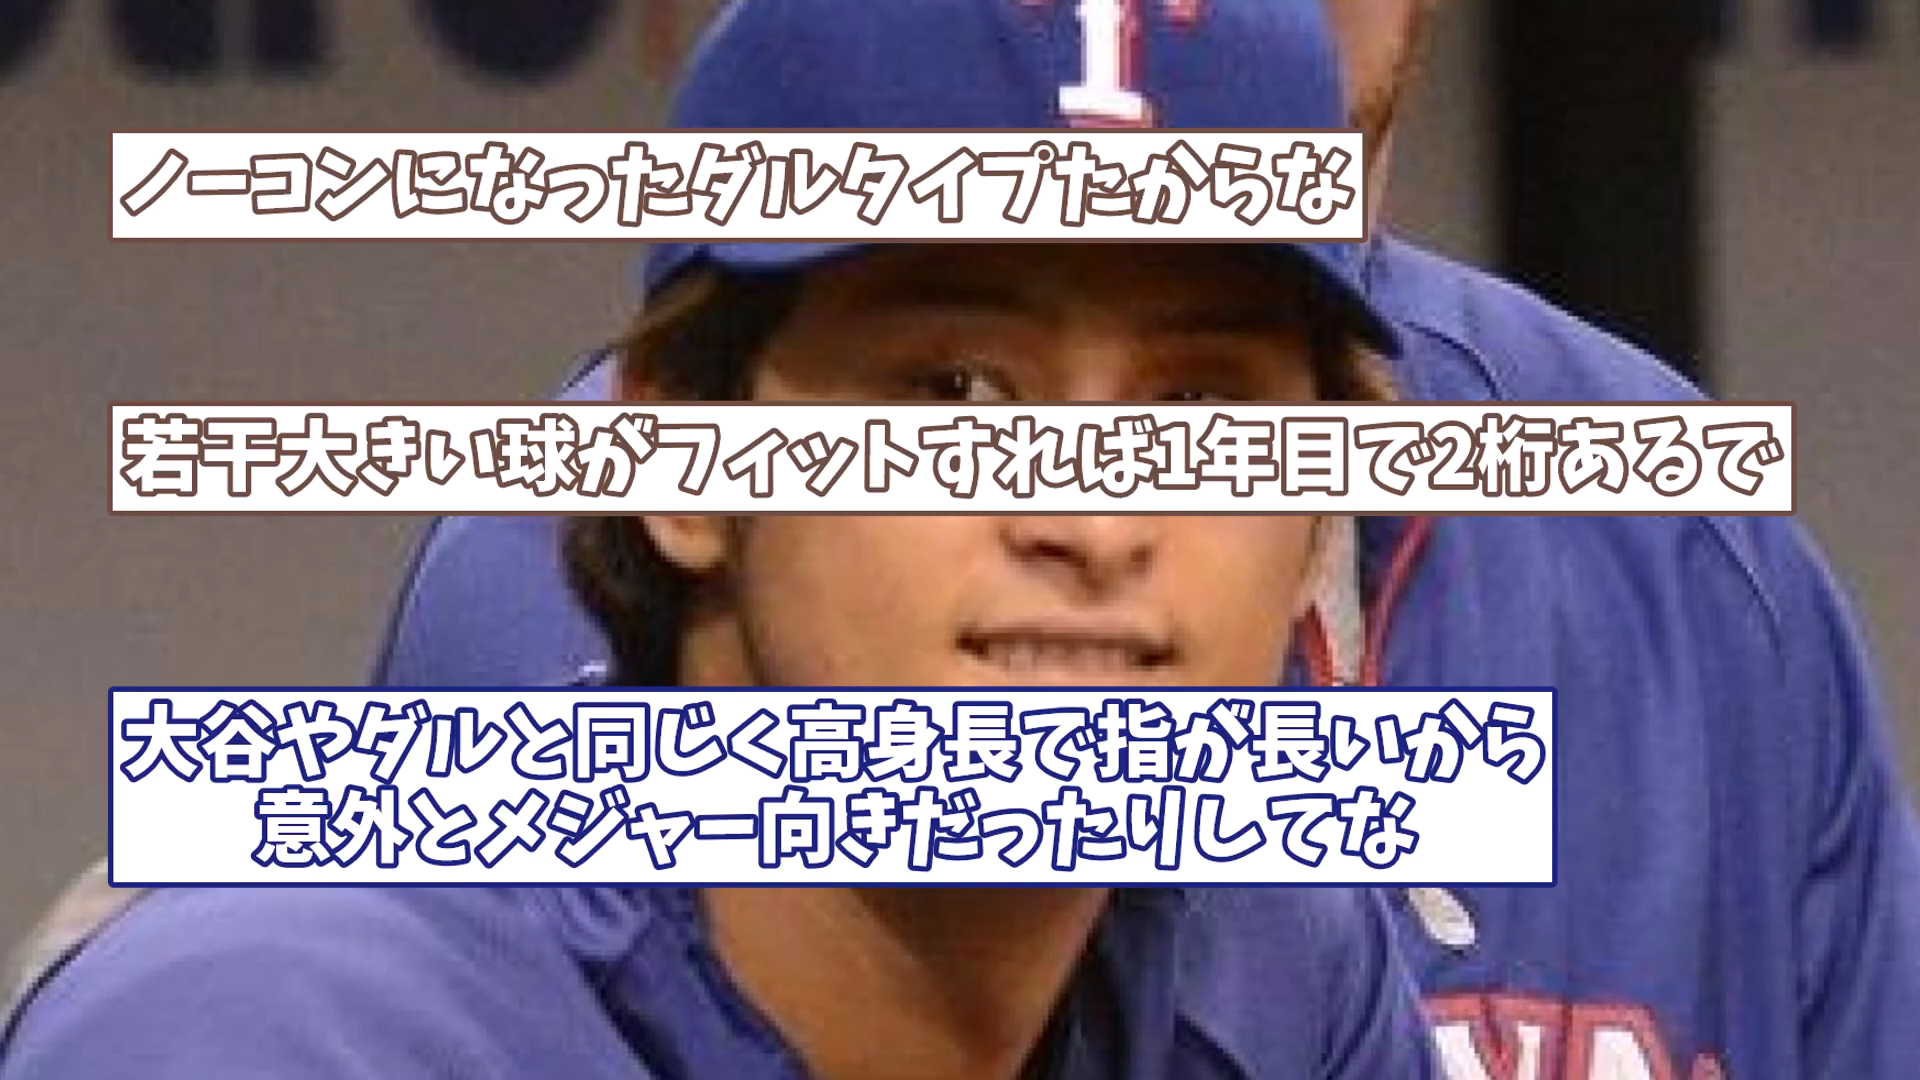 T
ノーコンになったダルタイプたからな
若干大きい球がフィットすれば1年目で2桁あるで
大谷やダルと同じく高身長で指が長いから
意外とメジャー向きだったりしてな